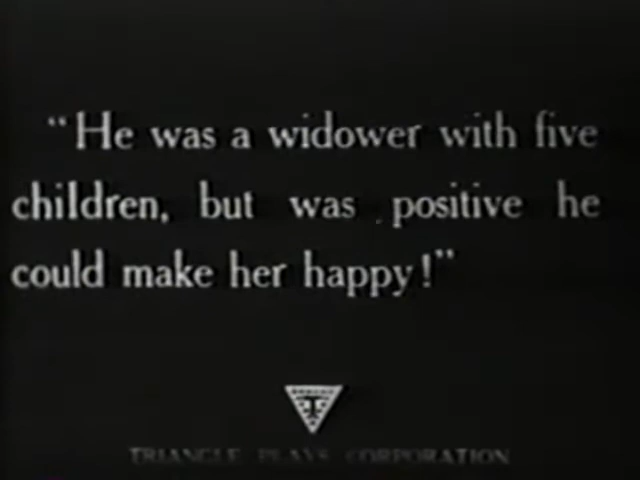 “He was a widower with five
children, but was positive he
could make her happy!”
TRIANGLE PLAYS CORPORATION